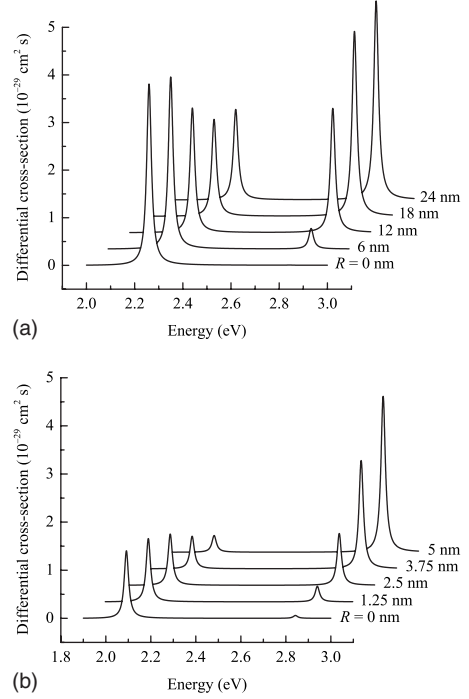 5
4
3
2
1
0
Differential cross-section (10⁻²⁹ cm² s)
24 nm
18 nm
12 nm
6 nm
R = 0 nm
2.0 2.2 2.4 2.6 2.8 3.0
Energy (eV)
(a)
5
4
3
2
1
0
Differential cross-section (10⁻²⁹ cm² s)
5 nm
3.75 nm
2.5 nm
1.25 nm
R = 0 nm
1.8 2.0 2.2 2.4 2.6 2.8 3.0
Energy (eV)
(b)